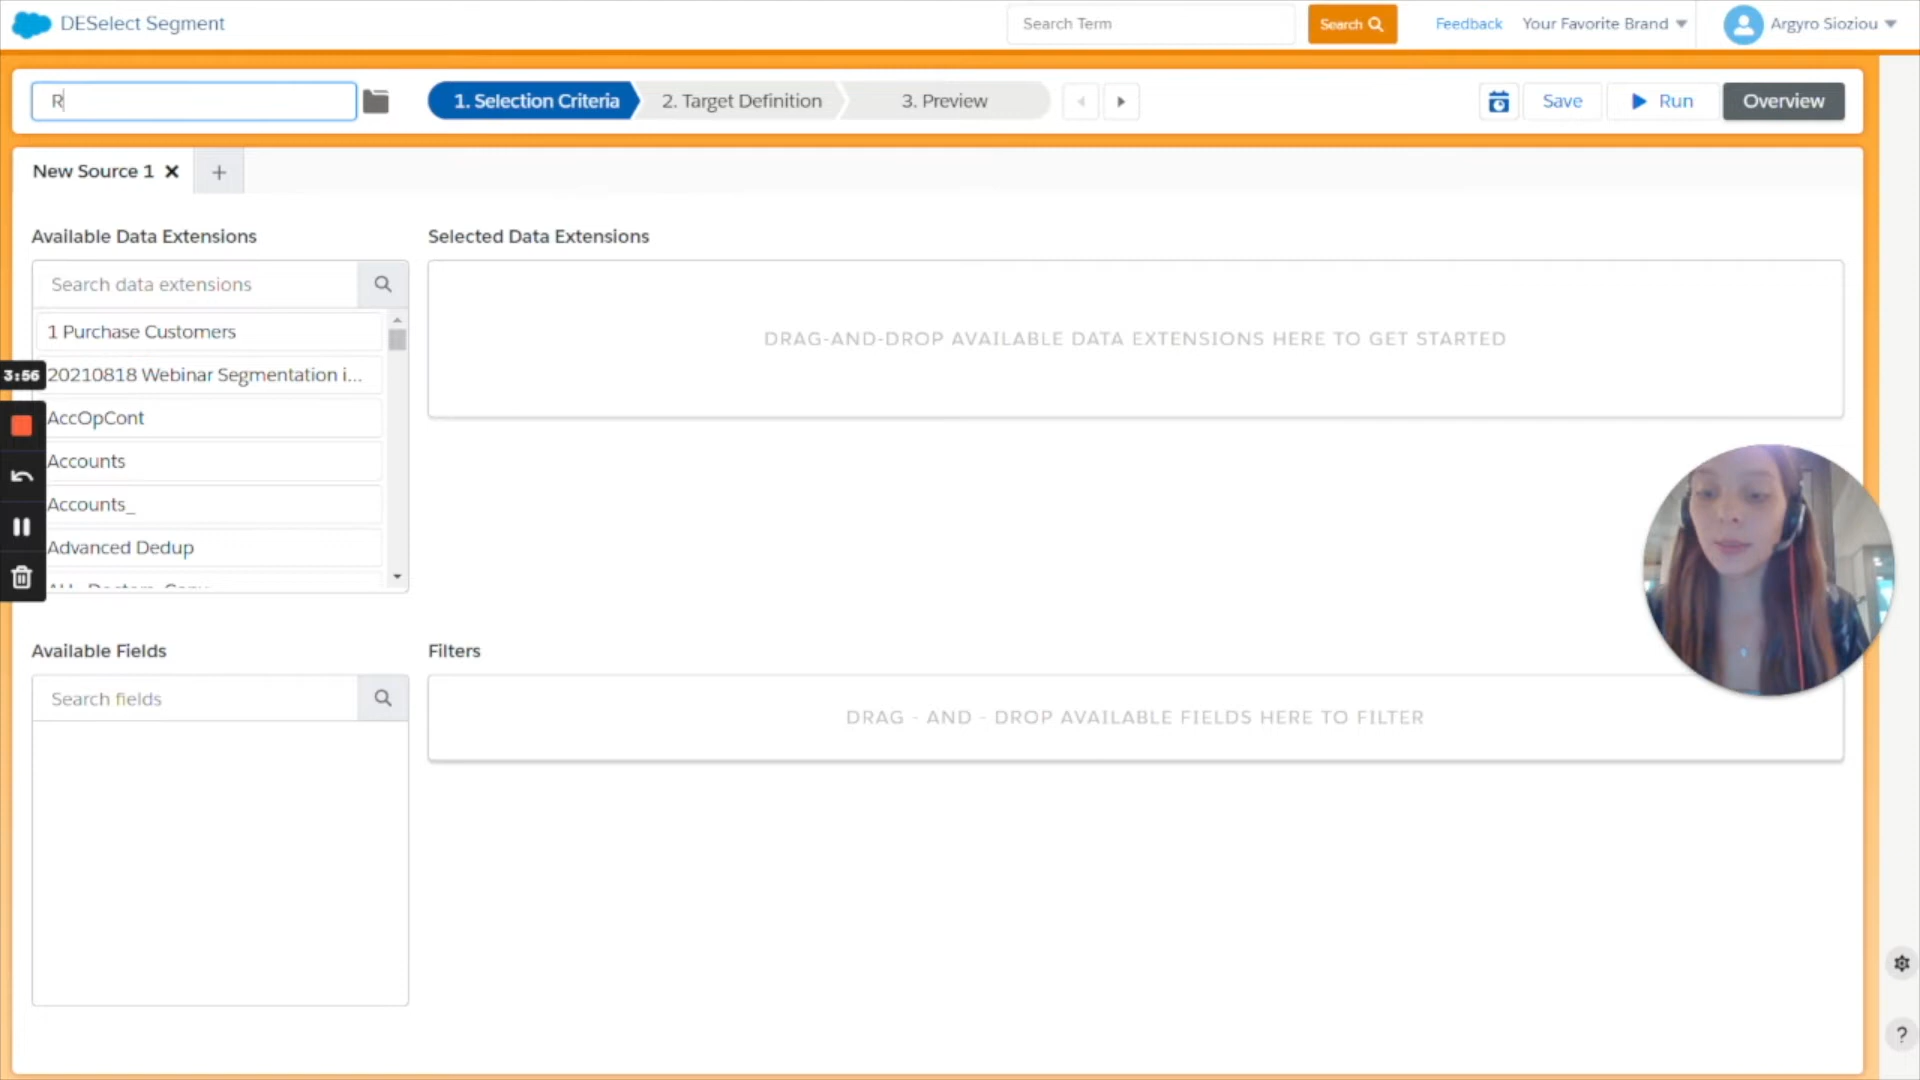 DESelect Segment
Search Term
Search
Feedback
Your Favorite Brand
Argyro Sioziou
R
1. Selection Criteria
2. Target Definition
3. Preview
Save
Run
Overview
New Source 1
Available Data Extensions
Selected Data Extensions
Search data extensions
1 Purchase Customers
20210818 Webinar Segmentation i...
AccOpCont
Accounts
Accounts_
Advanced Dedup
DRAG-AND-DROP AVAILABLE DATA EXTENSIONS HERE TO GET STARTED
3:56
Available Fields
Filters
Search fields
DRAG - AND - DROP AVAILABLE FIELDS HERE TO FILTER
?